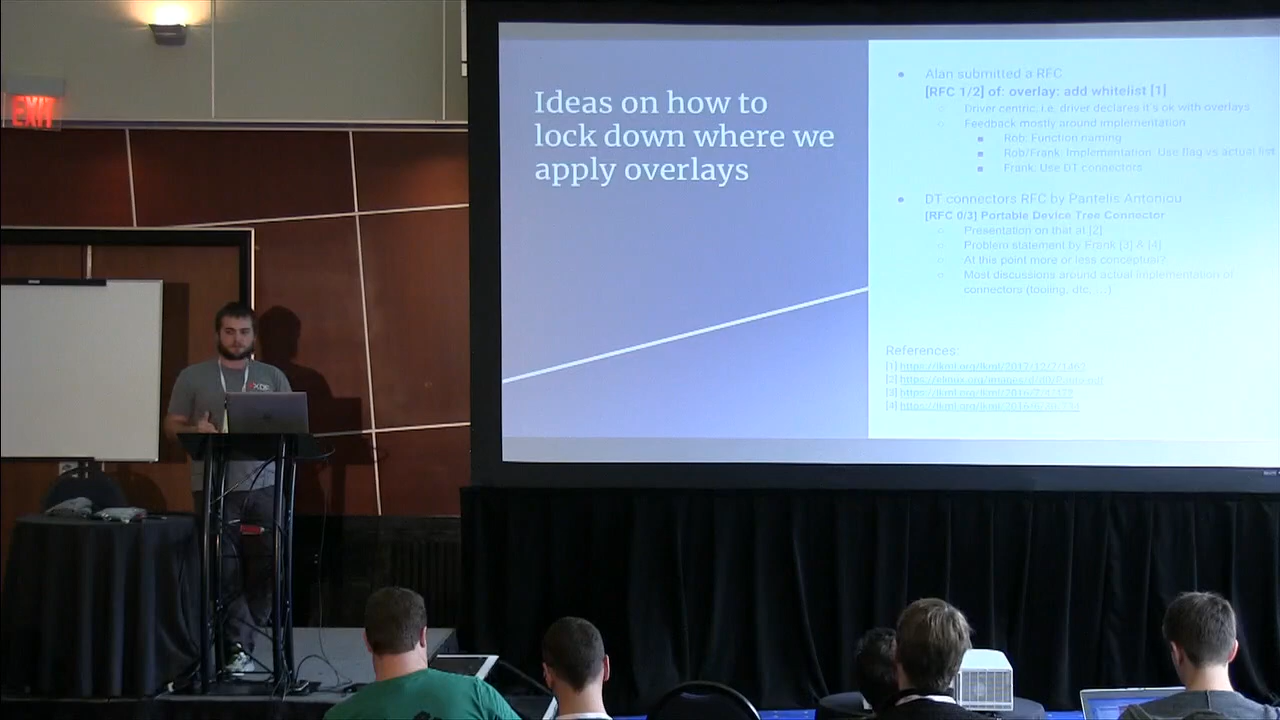 EXIT
Ideas on how to
lock down where we
apply overlays
Alan submitted a RFC
[RFC 1/2] of: overlay: add whitelist [1]
Driver centric, i.e. driver declares it's ok with overlays
Feedback mostly around implementation
Rob: Function naming
Rob/Frank: Implementation: Use flag vs actual list
Frank: Use DT connectors
DT connectors RFC by Pantelis Antoniou
[RFC 0/3] Portable Device Tree Connector
Presentation on that at [2]
Problem statement by Frank [3] & [4]
At this point more or less conceptual?
Most discussions around actual implementation of
connectors (tooling, dtc, ...)
References:
[1]
[2]
[3]
[4]